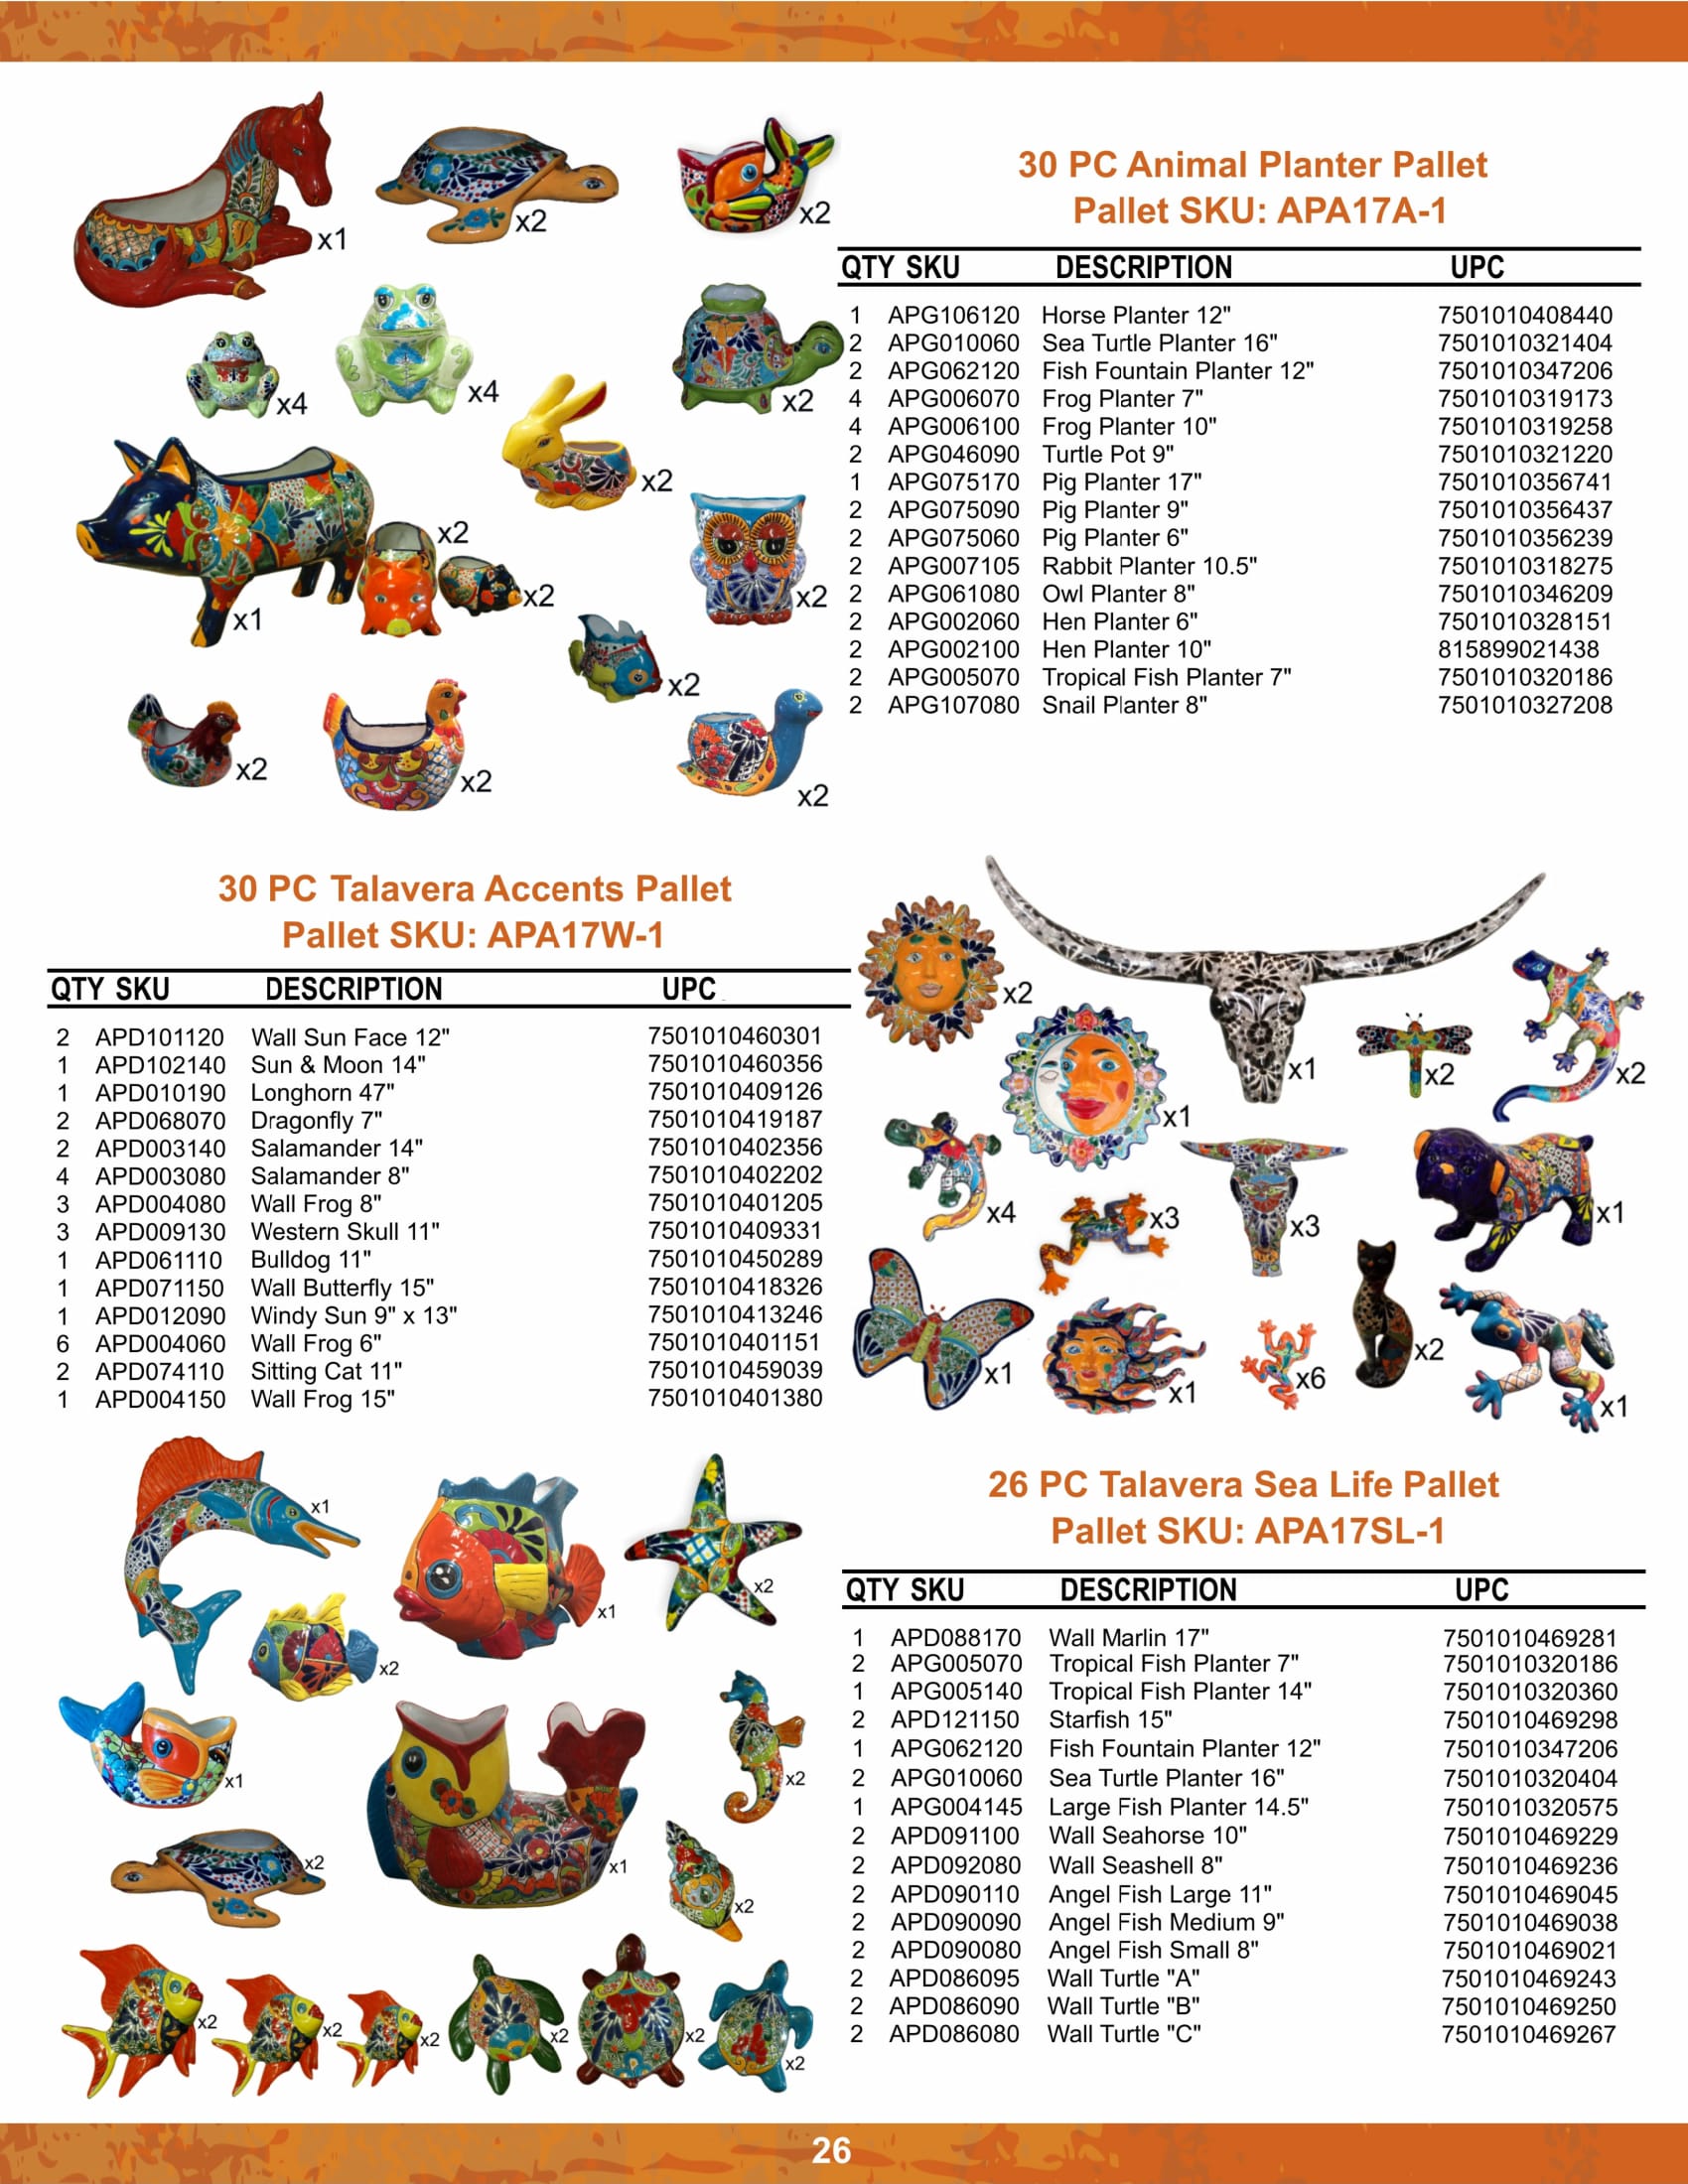 x1
x2
x2
x4
x4
x2
x2
x2
x1
x2
x2
x2
x2
x2
x2
30 PC Animal Planter Pallet
Pallet SKU: APA17A-1
QTY SKU DESCRIPTION UPC
1 APG106120 Horse Planter 12" 7501010408440
2 APG010060 Sea Turtle Planter 16" 7501010321404
2 APG062120 Fish Fountain Planter 12" 7501010347206
4 APG006070 Frog Planter 7" 7501010319173
4 APG006100 Frog Planter 10" 7501010319258
2 APG046090 Turtle Pot 9" 7501010321220
1 APG075170 Pig Planter 17" 7501010356741
2 APG075090 Pig Planter 9" 7501010356437
2 APG075060 Pig Planter 6" 7501010356239
2 APG007105 Rabbit Planter 10.5" 7501010318275
2 APG061080 Owl Planter 8" 7501010346209
2 APG002060 Hen Planter 6" 7501010328151
2 APG002100 Hen Planter 10" 815899021438
2 APG005070 Tropical Fish Planter 7" 7501010320186
2 APG107080 Snail Planter 8" 7501010327208
30 PC Talavera Accents Pallet
Pallet SKU: APA17W-1
QTY SKU DESCRIPTION UPC
2 APD101120 Wall Sun Face 12" 7501010460301
1 APD102140 Sun & Moon 14" 7501010460356
1 APD010190 Longhorn 47" 7501010409126
2 APD068070 Dragonfly 7" 7501010419187
2 APD003140 Salamander 14" 7501010402356
4 APD003080 Salamander 8" 7501010402202
3 APD004080 Wall Frog 8" 7501010401205
3 APD009130 Western Skull 11" 7501010409331
1 APD061110 Bulldog 11" 7501010450289
1 APD071150 Wall Butterfly 15" 7501010418326
1 APD012090 Windy Sun 9" x 13" 7501010413246
6 APD004060 Wall Frog 6" 7501010401151
2 APD074110 Sitting Cat 11" 7501010459039
1 APD004150 Wall Frog 15" 7501010401380
x2
x1
x2
x2
x1
x4
x3
x3
x1
x1
x1
x6
x2
x1
x1
x1
x2
x2
x1
x2
x2
x1
x2
x2
x2
x2
x2
x2
x2
26 PC Talavera Sea Life Pallet
Pallet SKU: APA17SL-1
QTY SKU DESCRIPTION UPC
1 APD088170 Wall Marlin 17" 7501010469281
2 APG005070 Tropical Fish Planter 7" 7501010320186
1 APG005140 Tropical Fish Planter 14" 7501010320360
2 APD121150 Starfish 15" 7501010469298
1 APG062120 Fish Fountain Planter 12" 7501010347206
2 APG010060 Sea Turtle Planter 16" 7501010320404
1 APG004145 Large Fish Planter 14.5" 7501010320575
2 APD091100 Wall Seahorse 10" 7501010469229
2 APD092080 Wall Seashell 8" 7501010469236
2 APD090110 Angel Fish Large 11" 7501010469045
2 APD090090 Angel Fish Medium 9" 7501010469038
2 APD090080 Angel Fish Small 8" 7501010469021
2 APD086095 Wall Turtle "A" 7501010469243
2 APD086090 Wall Turtle "B" 7501010469250
2 APD086080 Wall Turtle "C" 7501010469267
26